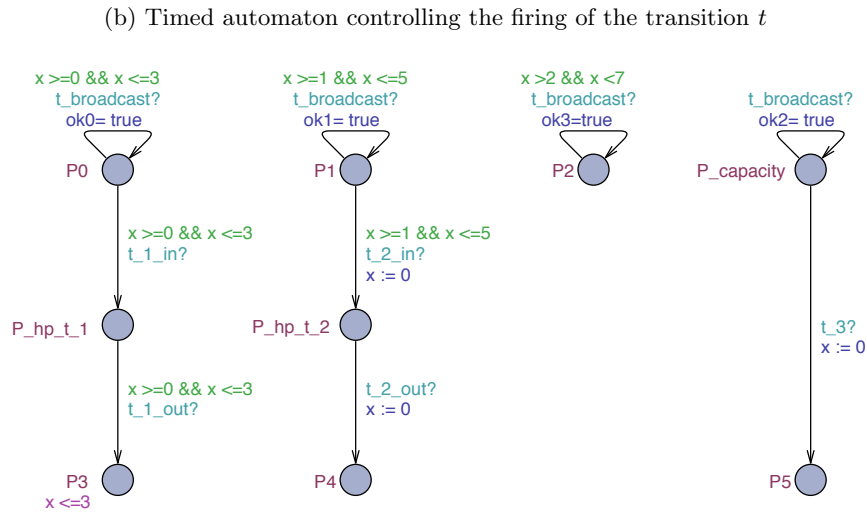 (b) Timed automaton controlling the firing of the transition t
x >=0 && x <=3
t_broadcast?
ok0= true
P0
x >=0 && x <=3
t_1_in?
P_hp_t_1
x >=0 && x <=3
t_1_out?
P3
x <=3
x >=1 && x <=5
t_broadcast?
ok1= true
P1
x >=1 && x <=5
t_2_in?
x := 0
P_hp_t_2
t_2_out?
x := 0
P4
x >2 && x <7
t_broadcast?
ok3=true
P2
t_broadcast?
ok2= true
P_capacity
t_3?
x := 0
P5